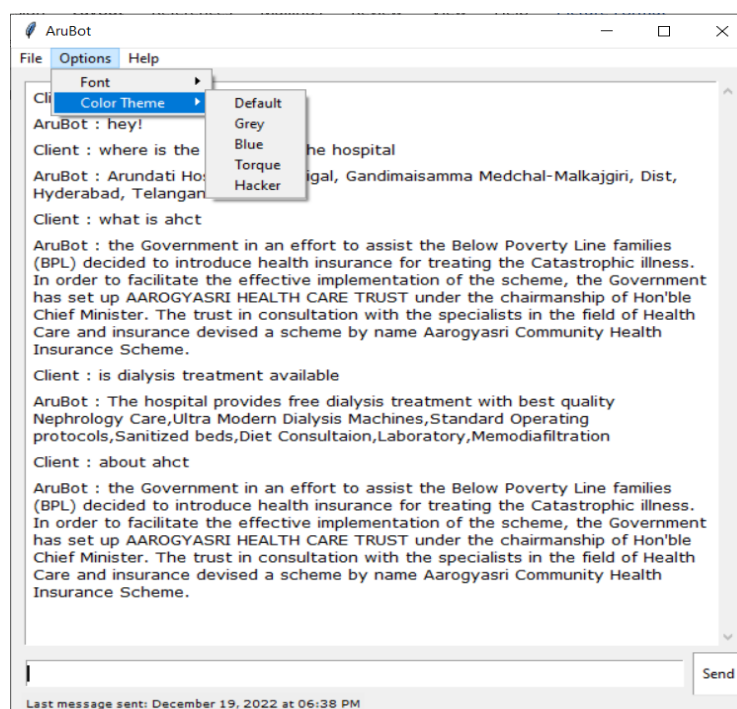 AruBot
File Options Help
Font
Color Theme
Default
Grey
Blue
Torque
Hacker
Cli
AruBot : hey!
Client : where is the he hospital
AruBot : Arundati Hos igal, Gandimaisamma Medchal-Malkajgiri, Dist,
Hyderabad, Telangan
Client : what is ahct
AruBot : the Government in an effort to assist the Below Poverty Line families
(BPL) decided to introduce health insurance for treating the Catastrophic illness.
In order to facilitate the effective implementation of the scheme, the Government
has set up AAROGYASRI HEALTH CARE TRUST under the chairmanship of Hon'ble
Chief Minister. The trust in consultation with the specialists in the field of Health
Care and insurance devised a scheme by name Aarogyasri Community Health
Insurance Scheme.
Client : is dialysis treatment available
AruBot : The hospital provides free dialysis treatment with best quality
Nephrology Care,Ultra Modern Dialysis Machines,Standard Operating
protocols,Sanitized beds,Diet Consultaion,Laboratory,Memodiafiltration
Client : about ahct
AruBot : the Government in an effort to assist the Below Poverty Line families
(BPL) decided to introduce health insurance for treating the Catastrophic illness.
In order to facilitate the effective implementation of the scheme, the Government
has set up AAROGYASRI HEALTH CARE TRUST under the chairmanship of Hon'ble
Chief Minister. The trust in consultation with the specialists in the field of Health
Care and insurance devised a scheme by name Aarogyasri Community Health
Insurance Scheme.
Send
Last message sent: December 19, 2022 at 06:38 PM